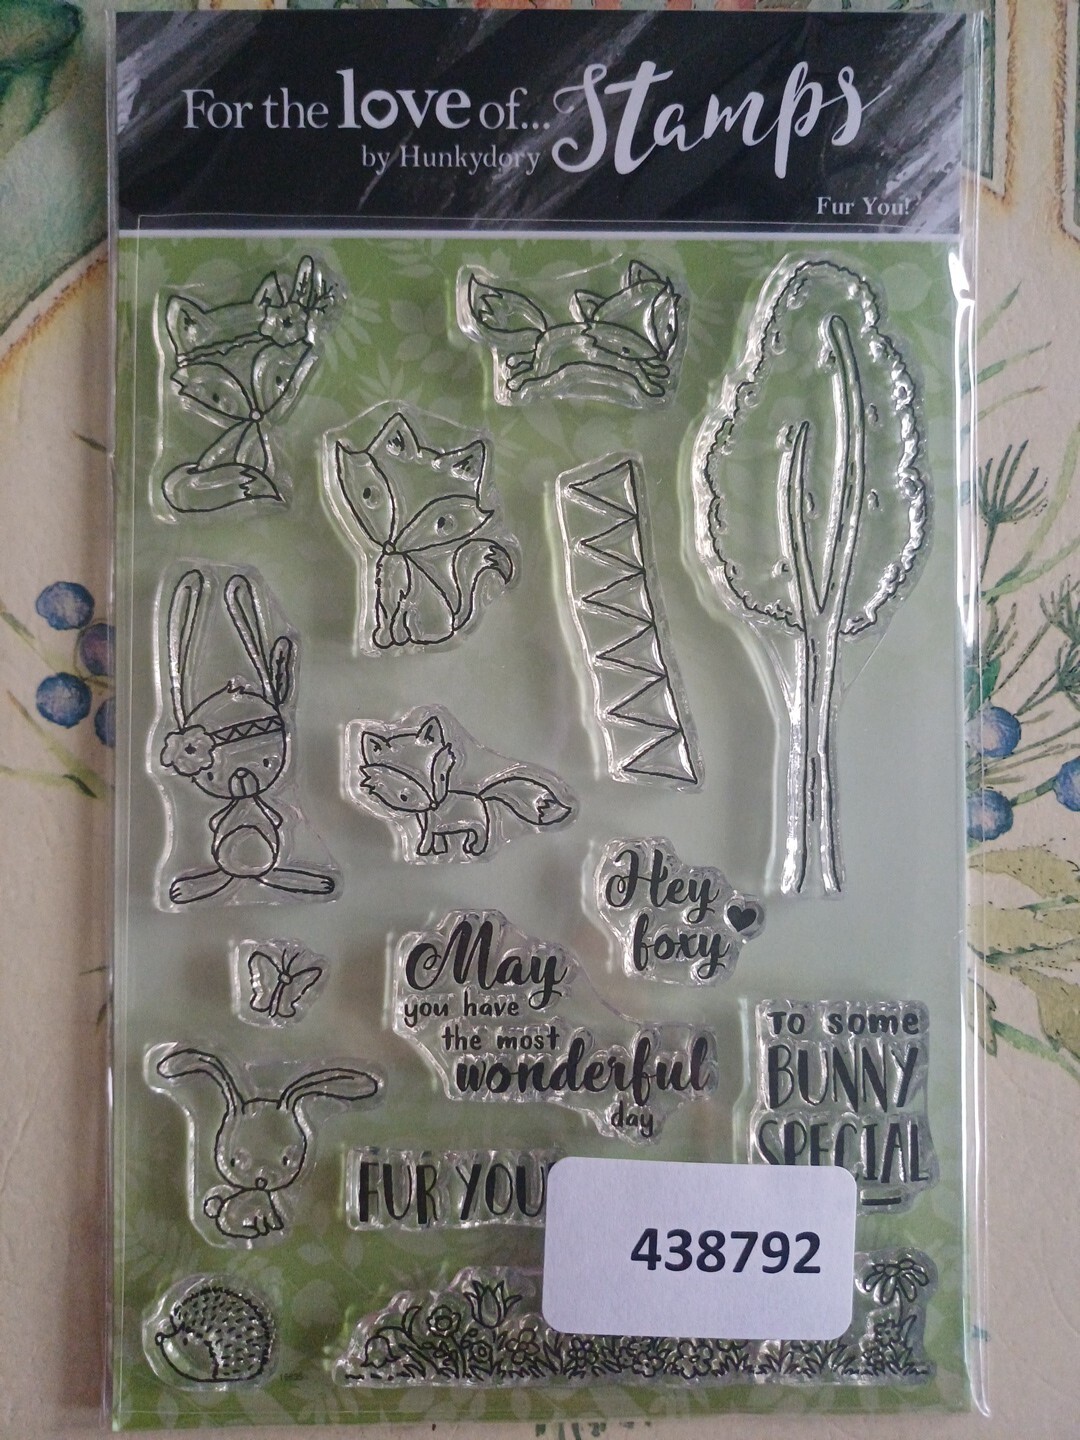 For the love of... Stamps
by Hunkydory
Fur You!
Hey
foxy
May
you have
the most
wonderful
day
TO SOME
BUNNY
SPECIAL
FUR YOU
438792